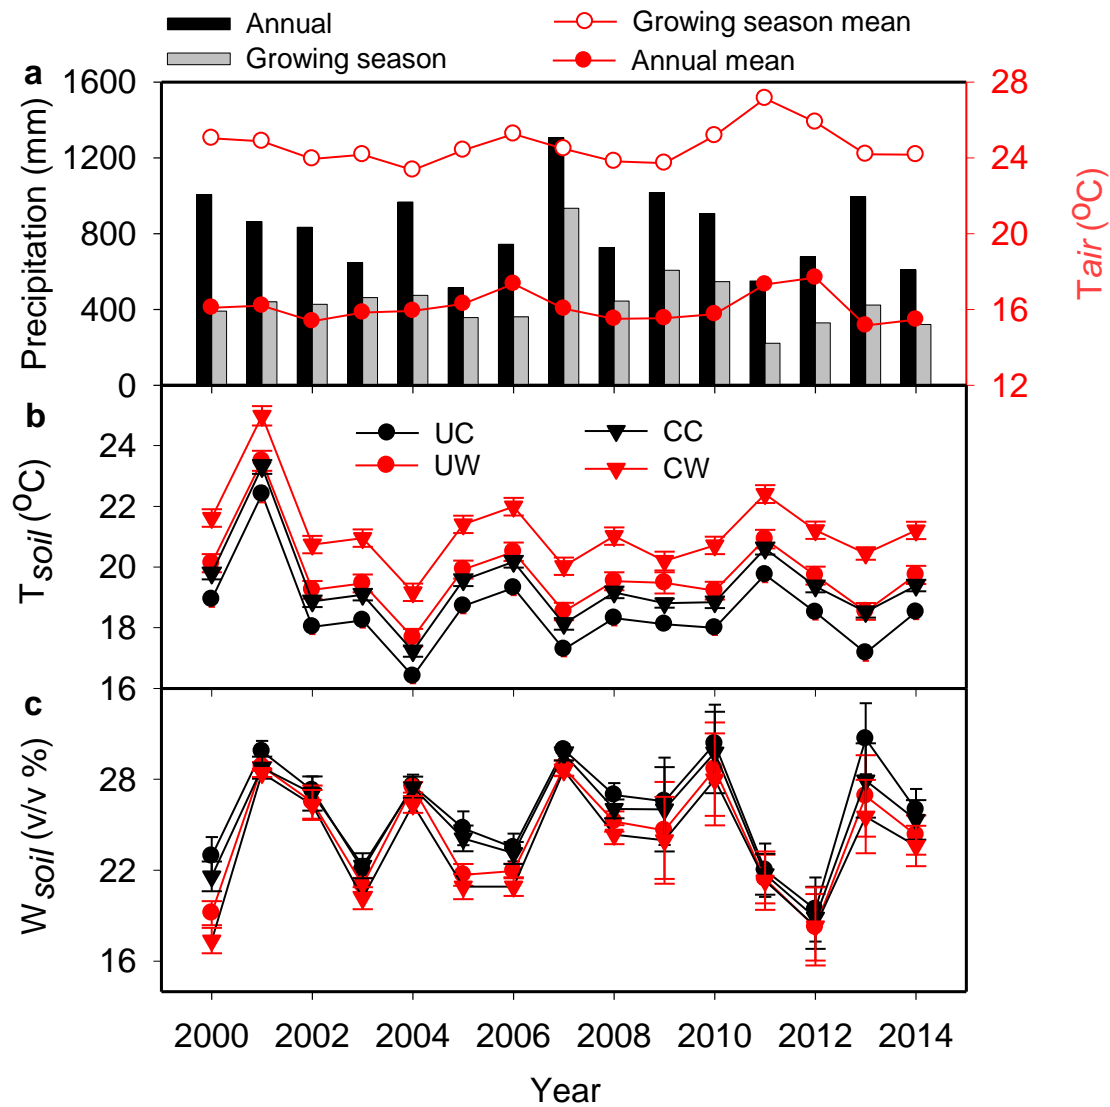 Annual
Growing season
Growing season mean
Annual mean
a
1600
1200
800
400
0
Precipitation (mm)
28
24
20
16
12
Tair (oC)
b
UC
UW
CC
CW
24
22
20
18
16
Tsoil (oC)
c
28
22
16
Wsoil (v/v %)
2000 2002 2004 2006 2008 2010 2012 2014
Year